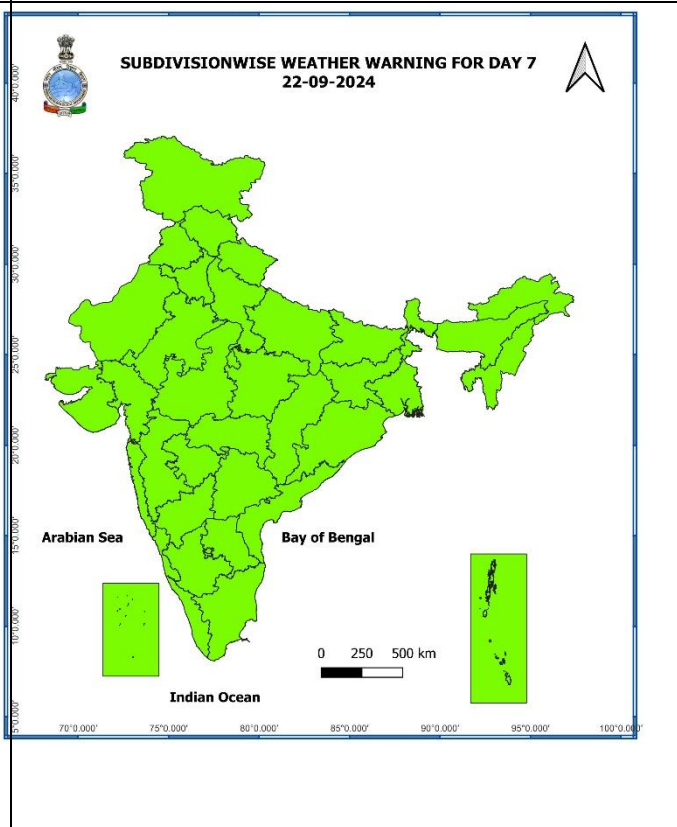 SUBDIVISIONWISE WEATHER WARNING FOR DAY 7
22-09-2024
40°0.000'
35°0.000'
30°0.000'
25°0.000'
20°0.000'
15°0.000'
10°0.000'
5°0.000'
Arabian Sea
Bay of Bengal
0 250 500 km
Indian Ocean
70°0.000' 75°0.000' 80°0.000' 85°0.000' 90°0.000' 95°0.000' 100°0.000'